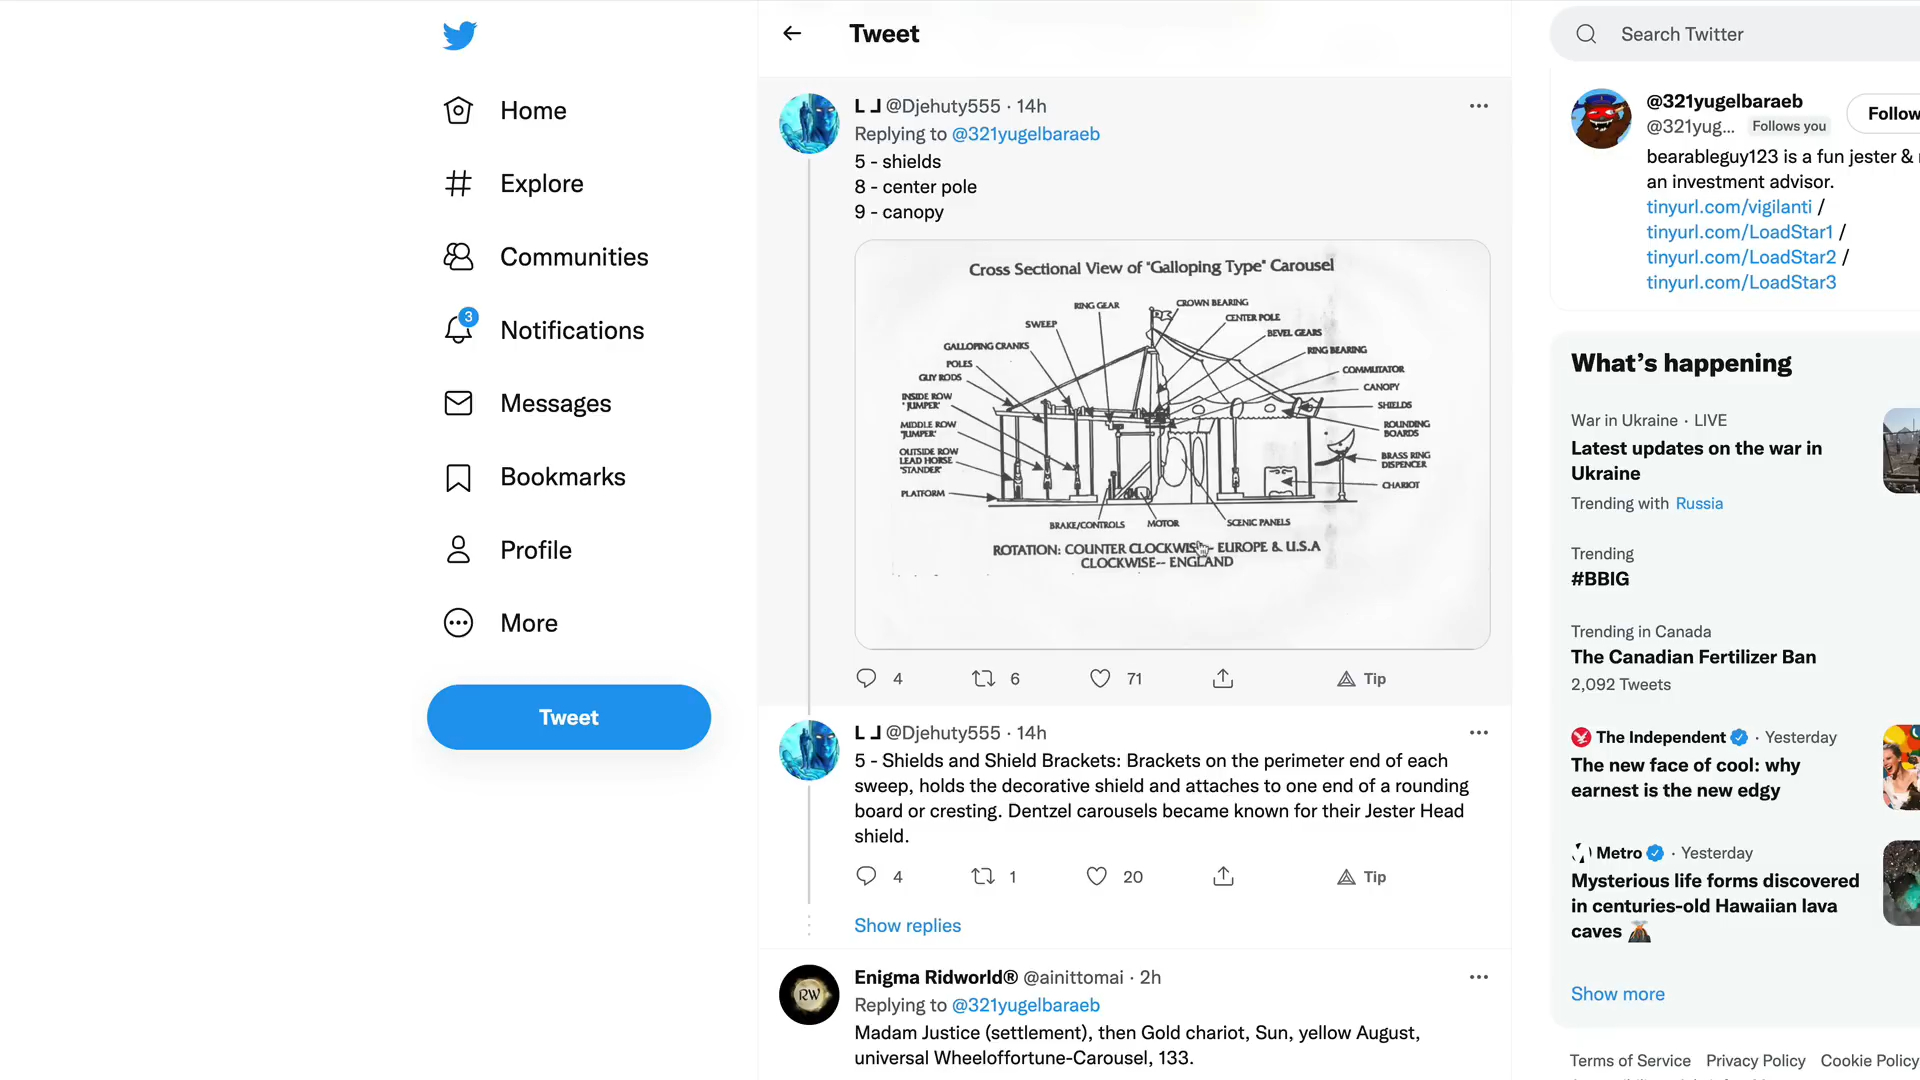 Tweet
Search Twitter
Home
Explore
Communities
3
Notifications
Messages
Bookmarks
Profile
More
Tweet
L ⅃ @Djehuty555 · 14h
Replying to @321yugelbaraeb
5 - shields
8 - center pole
9 - canopy
Cross Sectional View of "Galloping Type" Carousel
RING GEAR
CROWN BEARING
SWEEP
CENTER POLE
BEVEL GEARS
GALLOPING CRANKS
RING BEARING
POLES
COMMUTATOR
GUY RODS
CANOPY
INSIDE ROW
"JUMPER"
SHIELDS
MIDDLE ROW
"JUMPER"
ROUNDING
BOARDS
OUTSIDE ROW
LEAD HORSE
"STANDER"
BRASS RING
DISPENCER
PLATFORM
CHARIOT
BRAKE/CONTROLS
MOTOR
SCENIC PANELS
ROTATION: COUNTER CLOCKWIS - EUROPE & U.S.A
CLOCKWISE-- ENGLAND
4 6 71 Tip
L ⅃ @Djehuty555 · 14h
5 - Shields and Shield Brackets: Brackets on the perimeter end of each
sweep, holds the decorative shield and attaches to one end of a rounding
board or cresting. Dentzel carousels became known for their Jester Head
shield.
4 1 20 Tip
Show replies
RW
Enigma Ridworld® @ainittomai · 2h
Replying to @321yugelbaraeb
Madam Justice (settlement), then Gold chariot, Sun, yellow August,
universal Wheeloffortune-Carousel, 133.
@321yugelbaraeb
@321yug... Follows you
Follow
bearableguy123 is a fun jester &
an investment advisor.
tinyurl.com/vigilanti /
tinyurl.com/LoadStar1 /
tinyurl.com/LoadStar2 /
tinyurl.com/LoadStar3
What's happening
War in Ukraine · LIVE
Latest updates on the war in
Ukraine
Trending with Russia
Trending
#BBIG
Trending in Canada
The Canadian Fertilizer Ban
2,092 Tweets
The Independent · Yesterday
The new face of cool: why
earnest is the new edgy
Metro · Yesterday
Mysterious life forms discovered
in centuries-old Hawaiian lava
caves
Show more
Terms of Service Privacy Policy Cookie Policy